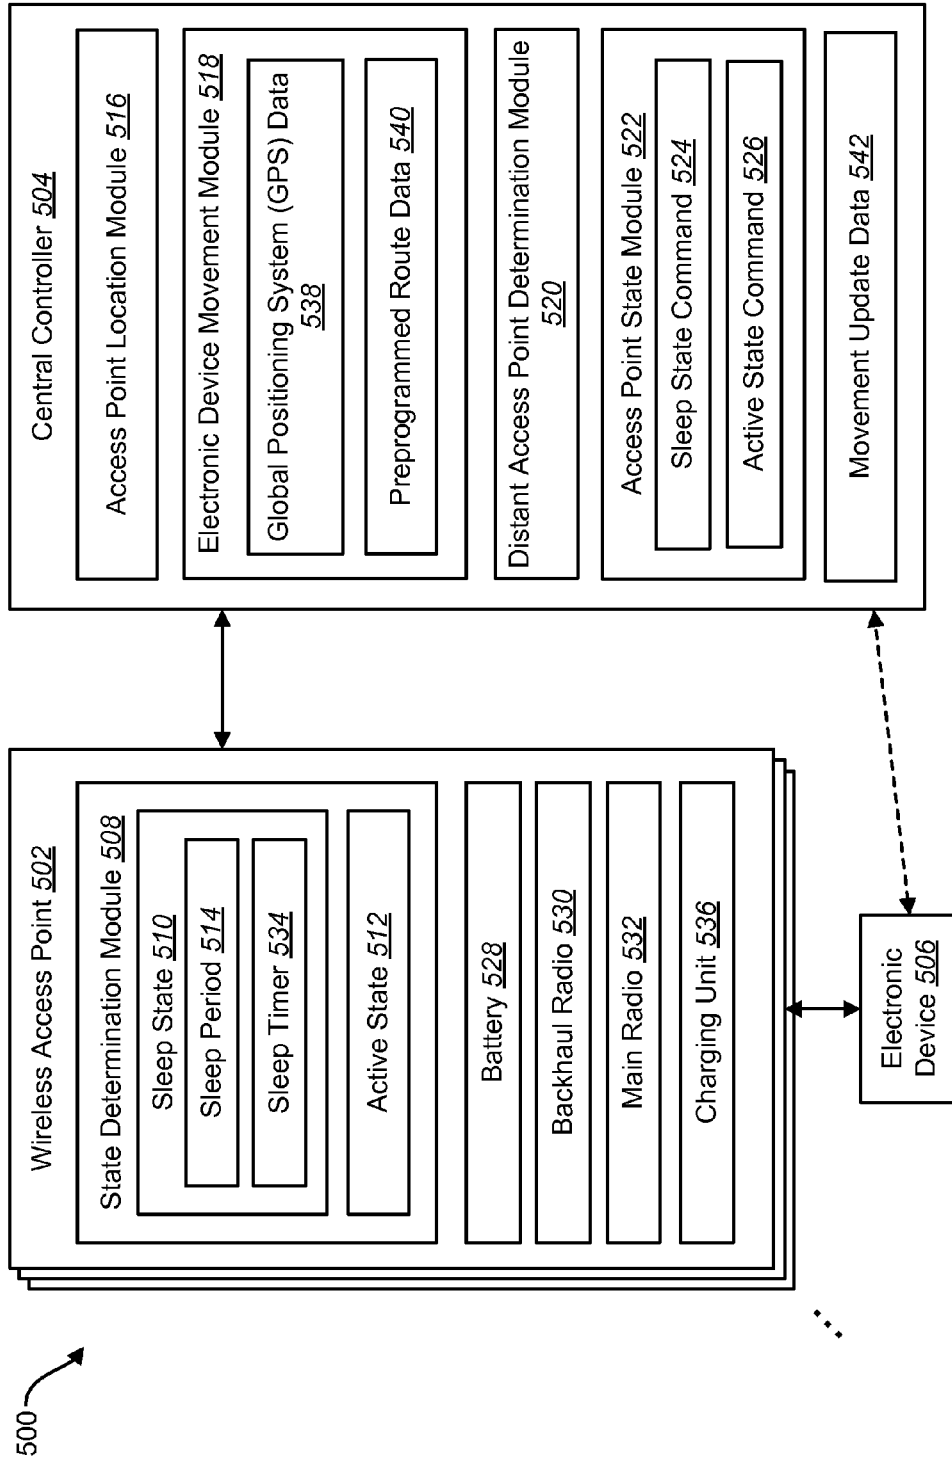 500
Wireless Access Point 502
State Determination Module 508
Sleep State 510
Sleep Period 514
Sleep Timer 534
Active State 512
Battery 528
Backhaul Radio 530
Main Radio 532
Charging Unit 536
Electronic
Device 506
Central Controller 504
Access Point Location Module 516
Electronic Device Movement Module 518
Global Positioning System (GPS) Data
538
Preprogrammed Route Data 540
Distant Access Point Determination Module
520
Access Point State Module 522
Sleep State Command 524
Active State Command 526
Movement Update Data 542